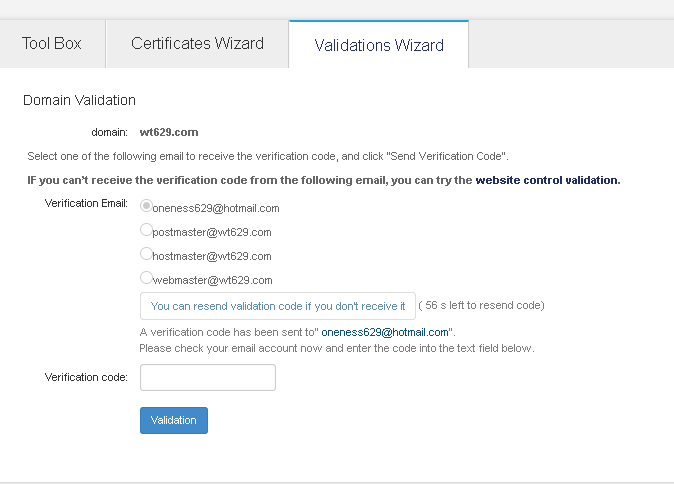 Tool Box Certificates Wizard Validations Wizard
Domain Validation
domain: wt629.com
Select one of the following email to receive the verification code, and click "Send Verification Code".
IF you can't receive the verification code from the following email, you can try the website control validation.
Verification Email: oneness629@hotmail.com
postmaster@wt629.com
hostmaster@wt629.com
webmaster@wt629.com
You can resend validation code if you don't receive it ( 56 s left to resend code)
A verification code has been sent to" oneness629@hotmail.com".
Please check your email account now and enter the code into the text field below.
Verification code:
Validation